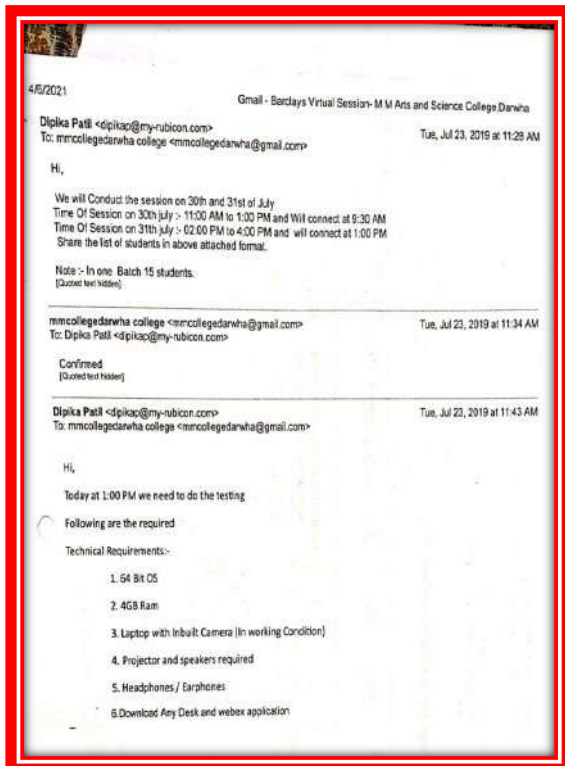 4/6/2021
Gmail - Barclays Virtual Session- M M Arts and Science College,Darwha
Dipika Patil <dipikap@my-rubicon.com>
Tue, Jul 23, 2019 at 11:28 AM
To: mmcollegedarwha college <mmcollegedarwha@gmail.com>
Hi,
We will Conduct the session on 30th and 31st of July
Time Of Session on 30th july :- 11:00 AM to 1:00 PM and Will connect at 9:30 AM
Time Of Session on 31th july :- 02:00 PM to 4:00 PM and will connect at 1:00 PM
Share the list of students in above attached format.
Note :- In one Batch 15 students.
[Quoted text hidden]
mmcollegedarwha college <mmcollegedarwha@gmail.com>
Tue, Jul 23, 2019 at 11:34 AM
To: Dipika Patil <dipikap@my-rubicon.com>
Confirmed
[Quoted text hidden]
Dipika Patil <dipikap@my-rubicon.com>
Tue, Jul 23, 2019 at 11:43 AM
To: mmcollegedarwha college <mmcollegedarwha@gmail.com>
Hi,
Today at 1:00 PM we need to do the testing
Following are the required
Technical Requirements:-
1. 64 Bit OS
2. 4GB Ram
3. Laptop with Inbuilt Camera (In working Condition)
4. Projector and speakers required
5. Headphones / Earphones
6.Download Any Desk and webex application